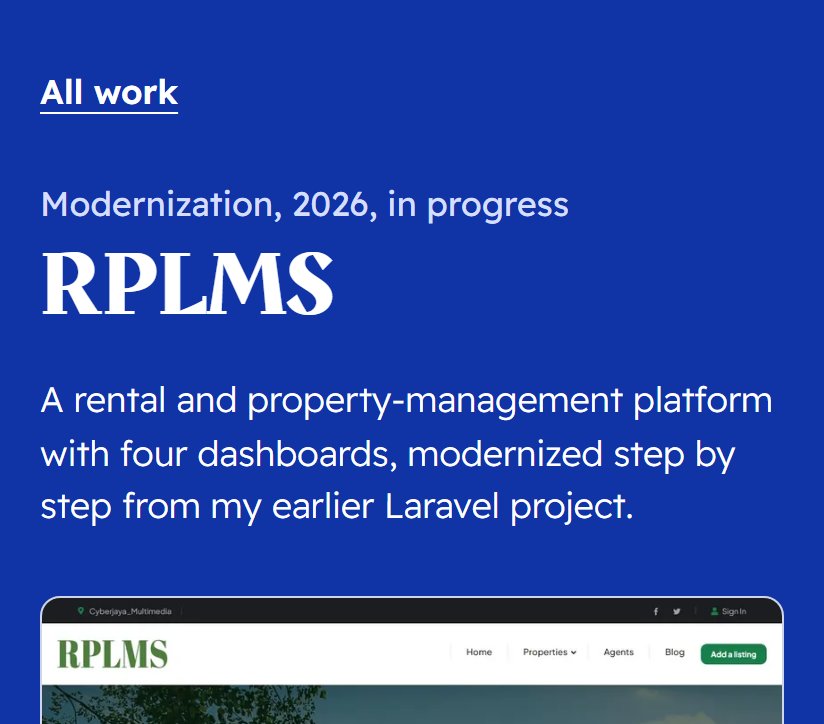 All work
Modernization, 2026, in progress
RPLMS
A rental and property-management platform
with four dashboards, modernized step by
step from my earlier Laravel project.
Cyberjaya_Multimedia
Sign In
RPLMS
Home
Properties
Agents
Blog
Add a listing